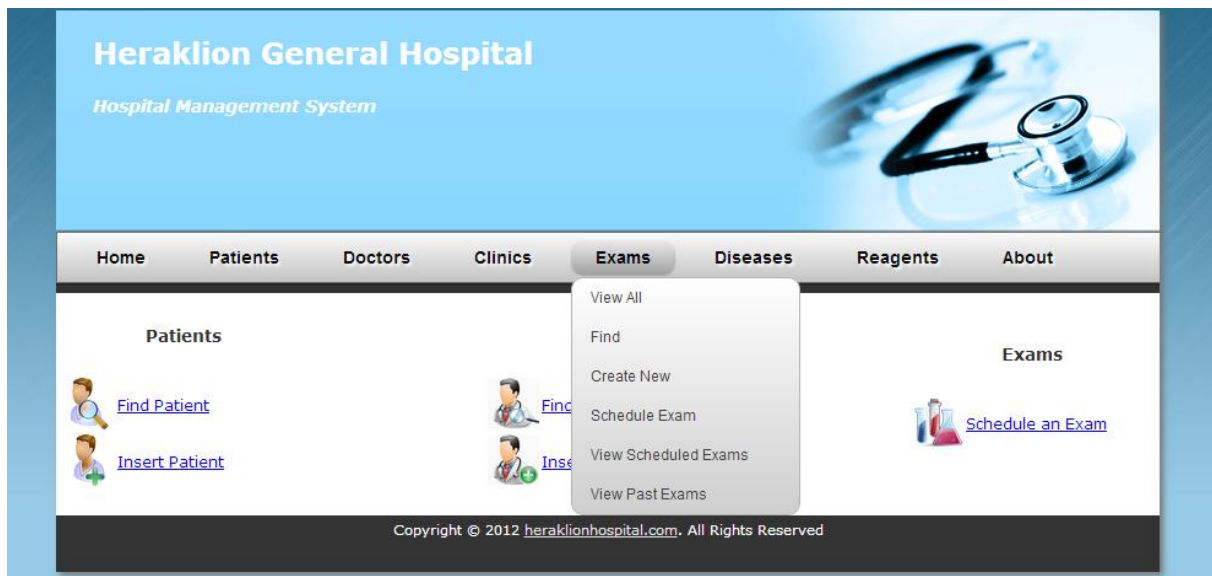 Heraklion General Hospital
Hospital Management System
Home Patients Doctors Clinics Exams Diseases Reagents About
View All
Find
Create New
Schedule Exam
View Scheduled Exams
View Past Exams
Patients
Find Patient
Insert Patient
Exams
Schedule an Exam
Copyright © 2012 heraklionhospital.com. All Rights Reserved